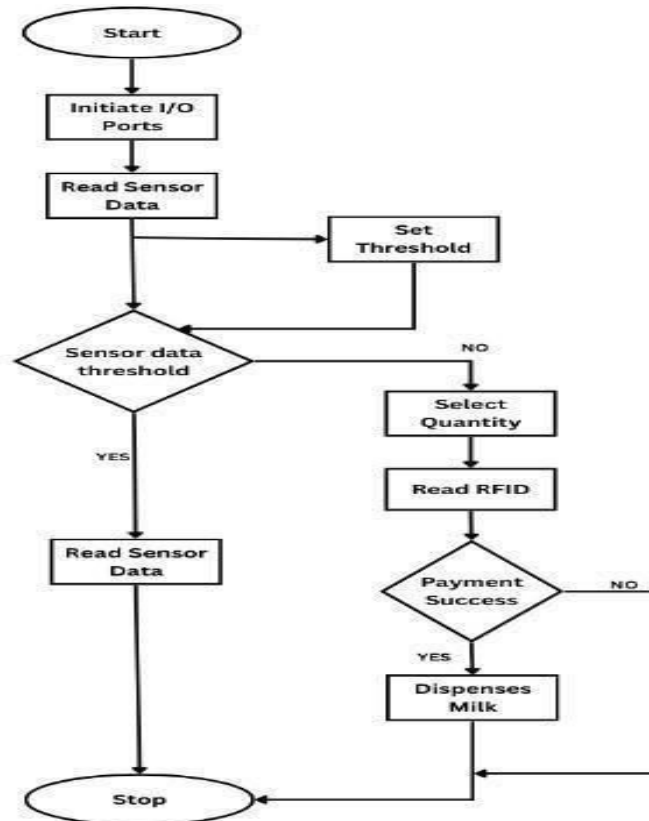 Start
Initiate I/O
Ports
Read Sensor
Data
Set
Threshold
Sensor data
threshold
NO
Select
Quantity
YES
Read RFID
Read Sensor
Data
Payment
Success
NO
YES
Dispenses
Milk
Stop